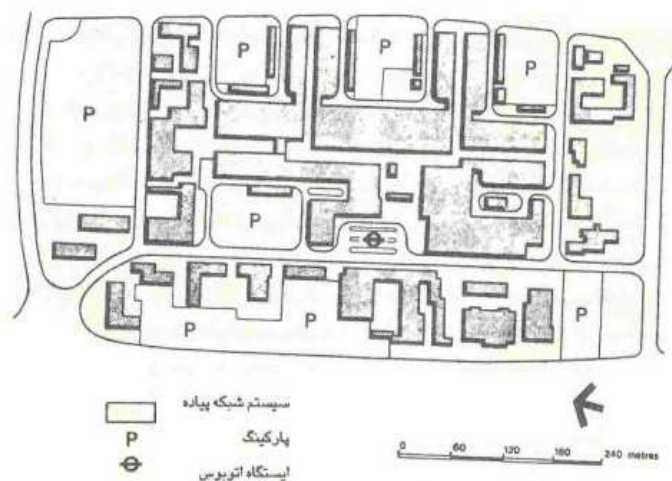 P P P
P
P
P P P
سیستم شبکه پیاده
P پارکینگ
ایستگاه اتوبوس
0 60 120 180 240 metres